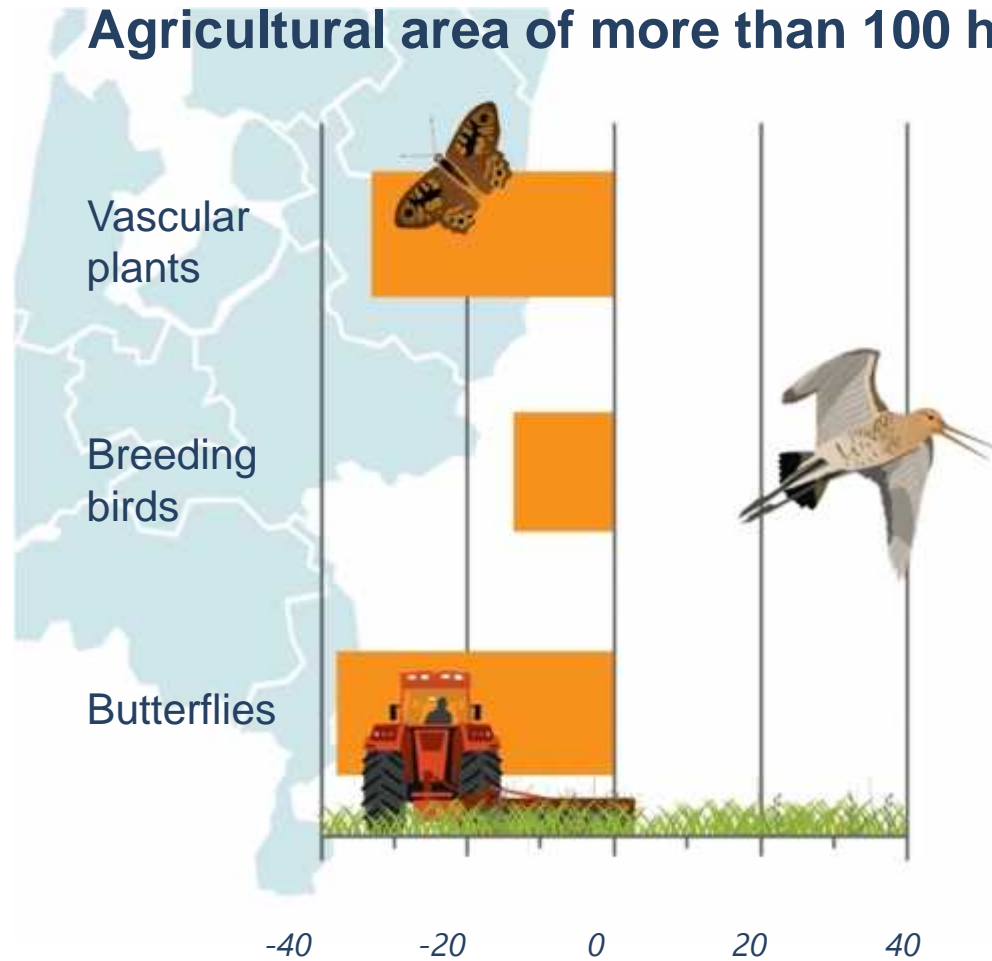 Agricultural area of more than 100 h
Vascular
plants
Breeding
birds
Butterflies
-40 -20 0 20 40